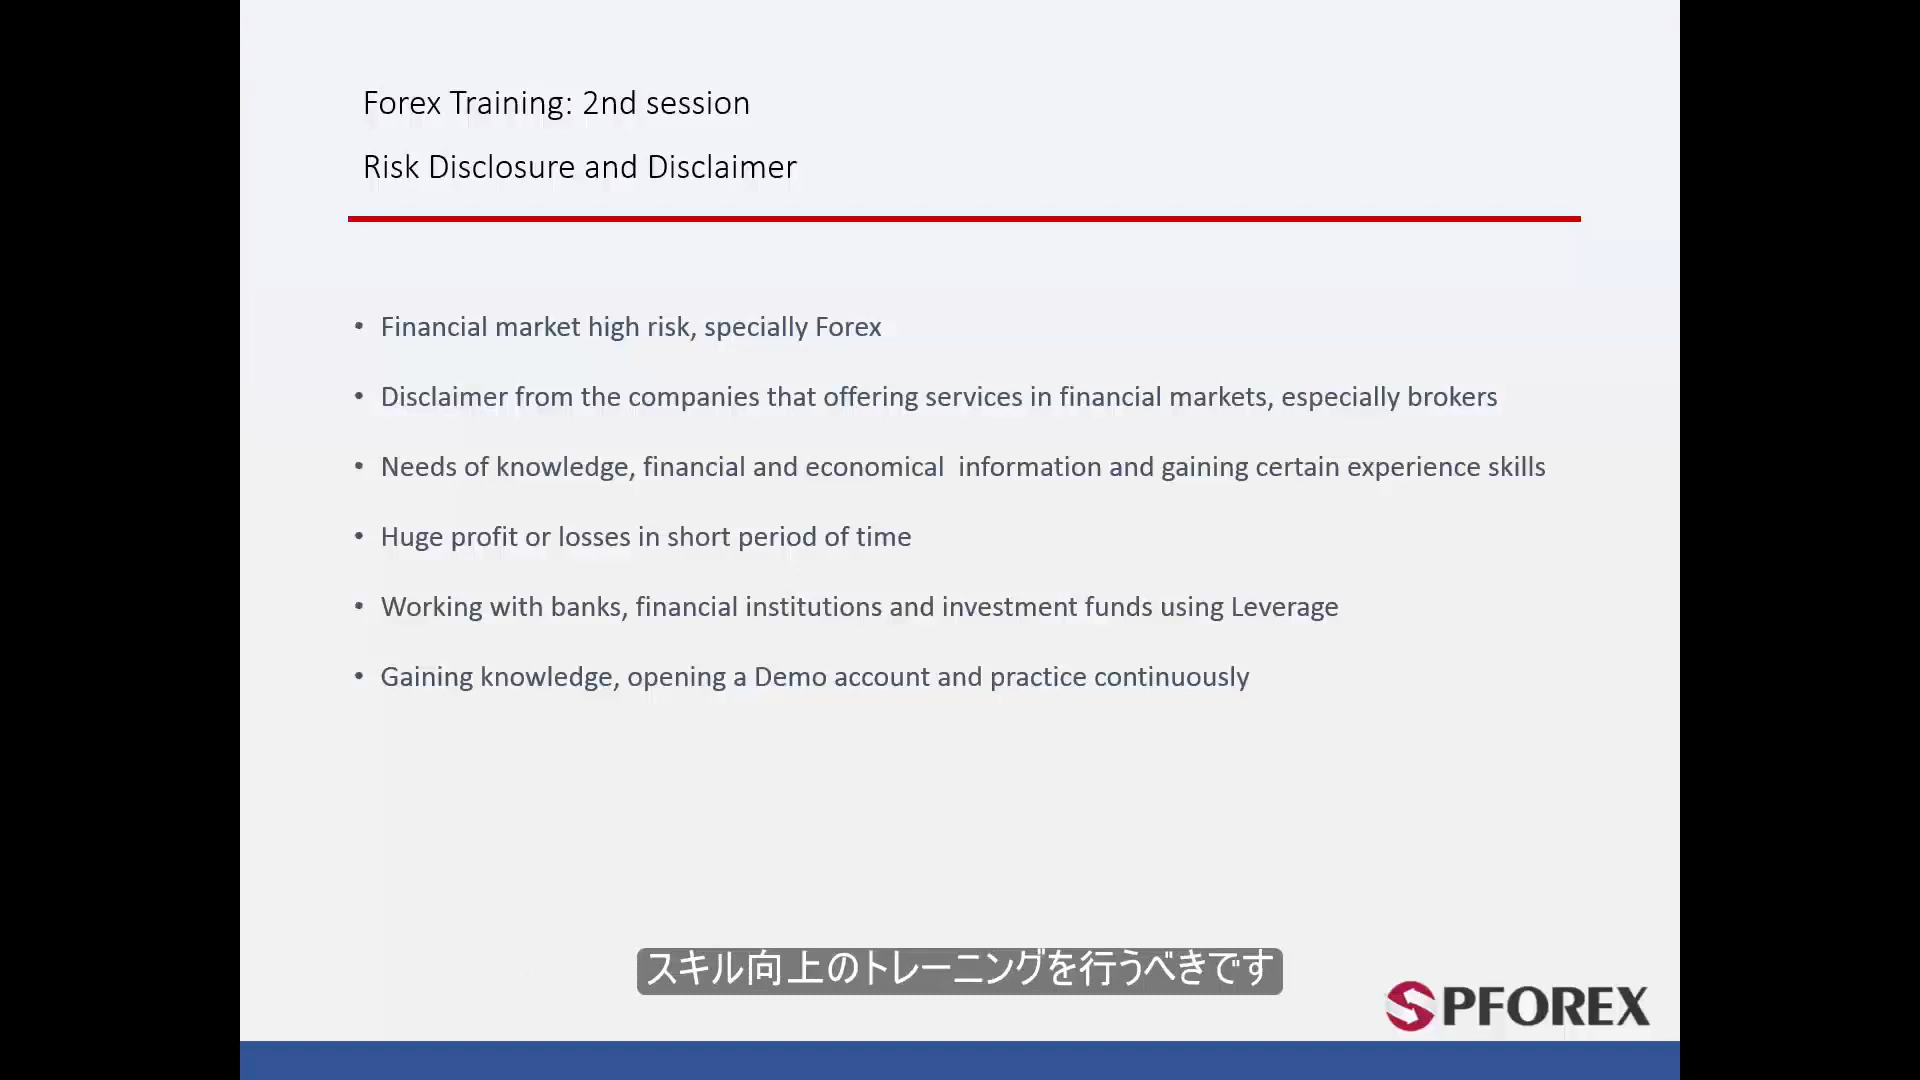 Forex Training: 2nd session
Risk Disclosure and Disclaimer
• Financial market high risk, specially Forex
• Disclaimer from the companies that offering services in financial markets, especially brokers
• Needs of knowledge, financial and economical  information and gaining certain experience skills
• Huge profit or losses in short period of time
• Working with banks, financial institutions and investment funds using Leverage
• Gaining knowledge, opening a Demo account and practice continuously
スキル向上のトレーニングを行うべきです
SPFOREX